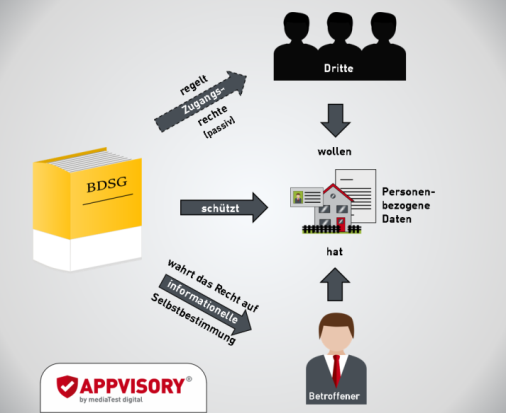 Dritte
regelt
Zugangs-
rechte
(passiv)
wollen
BDSG
schützt
Personen-
bezogene
Daten
hat
wahrt das Recht auf
informationelle
Selbstbestimmung
Betroffener
APPVISORY®
by mediaTest digital